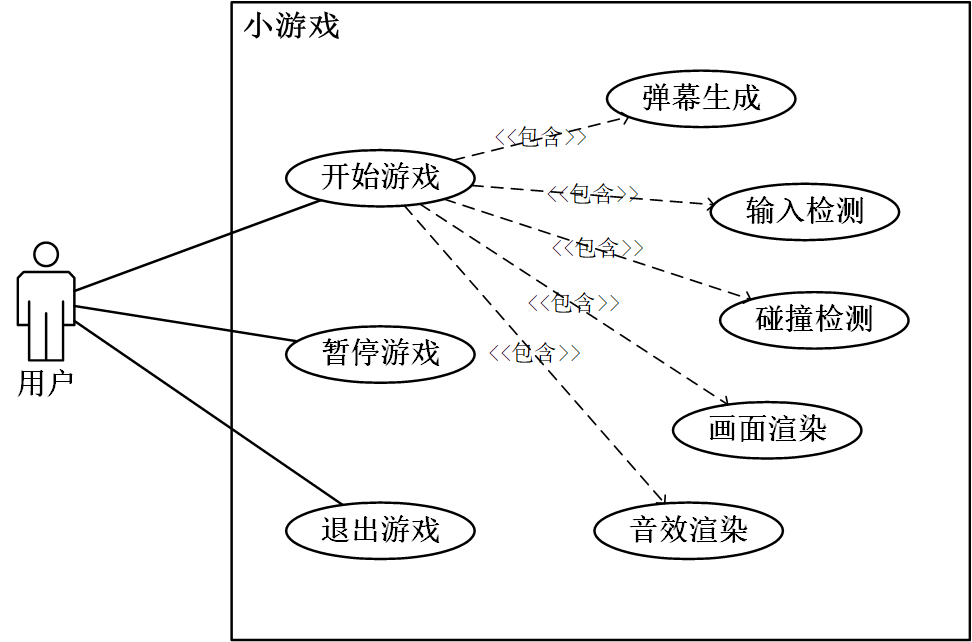 小游戏
弹幕生成
<<包含>>
开始游戏
<<包含>>
输入检测
<<包含>>
碰撞检测
<<包含>>
暂停游戏
<<包含>>
用户
画面渲染
退出游戏
音效渲染